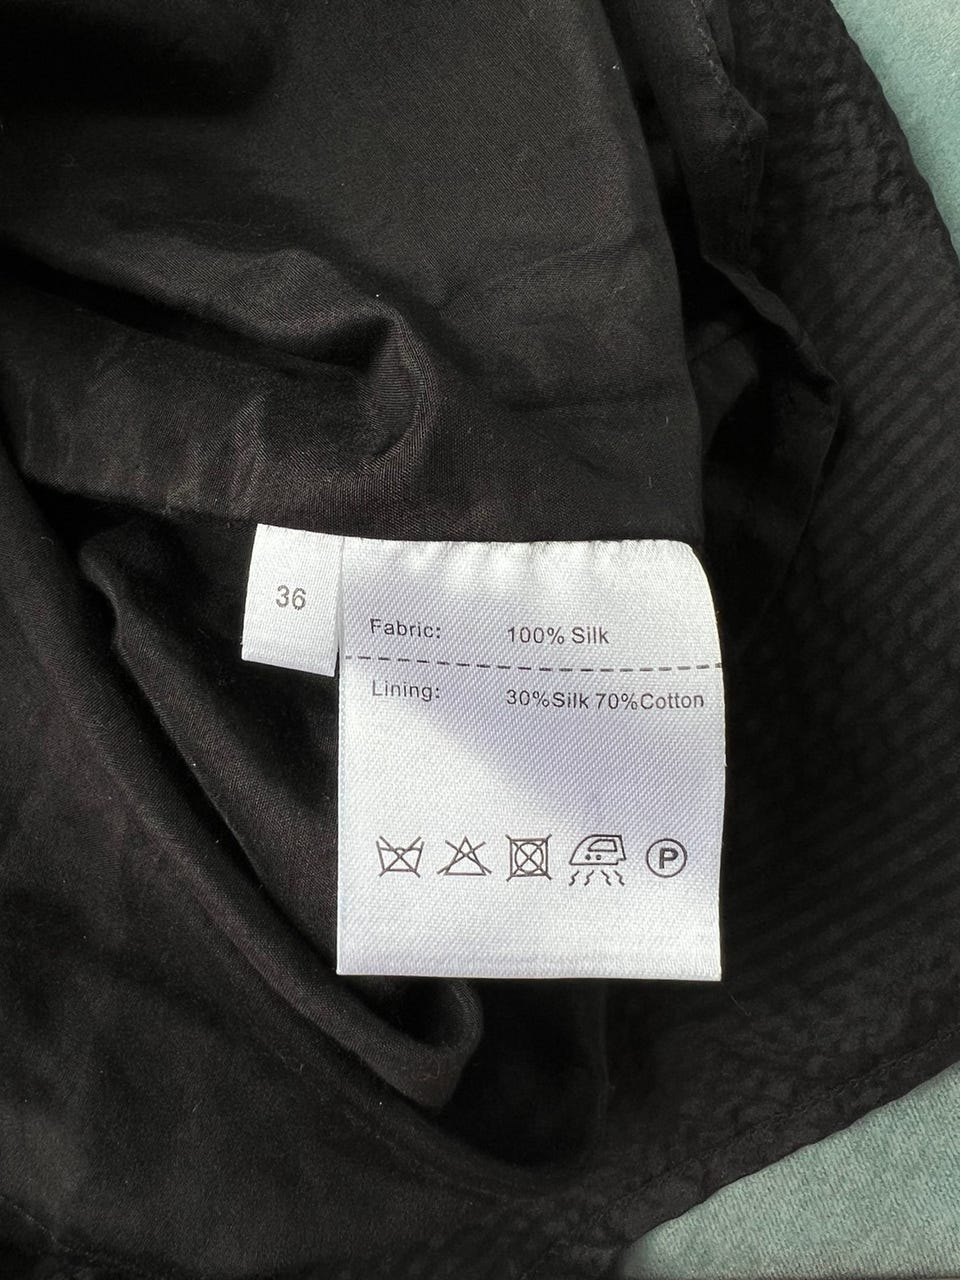 36
Fabric: 100% Silk
Lining: 30%Silk 70%Cotton
P